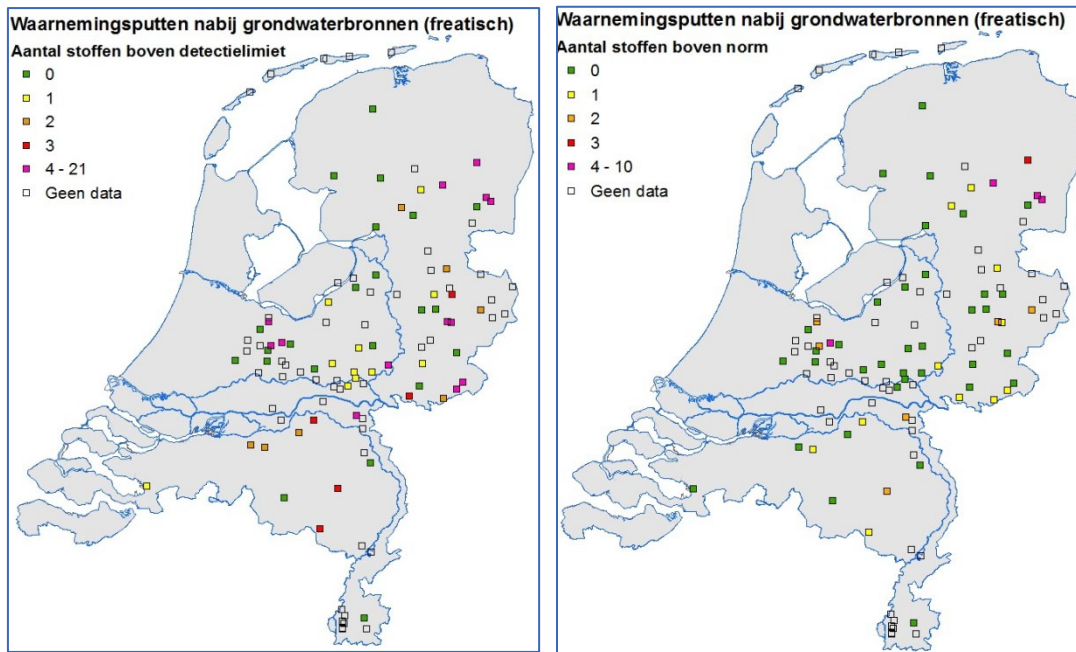 Waarnemingsputten nabij grondwaterbronnen (freatisch)
Aantal stoffen boven detectielimiet
0
1
2
3
4 - 21
Geen data
Waarnemingsputten nabij grondwaterbronnen (freatisch)
Aantal stoffen boven norm
0
1
2
3
4 - 10
Geen data